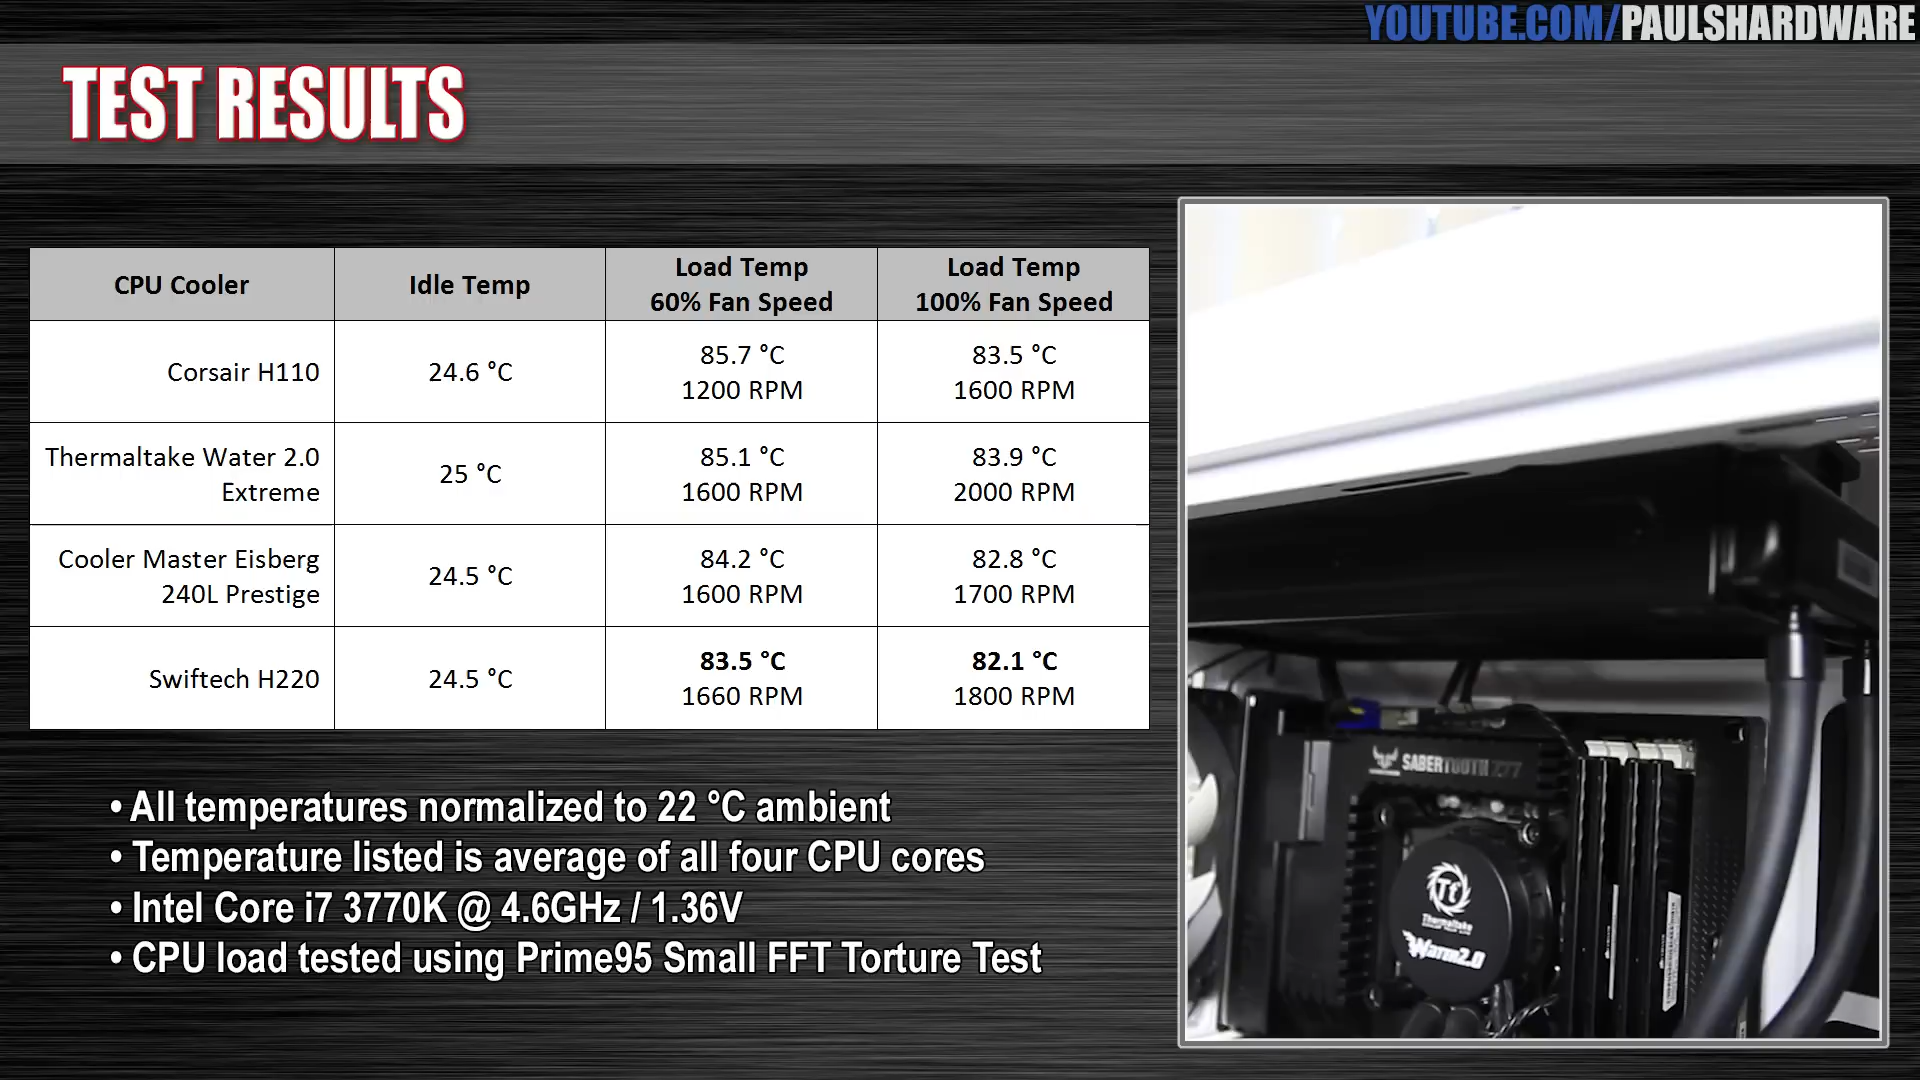 YOUTUBE.COM/PAULSHARDWARE
TEST RESULTS
CPU Cooler
Idle Temp
Load Temp
60% Fan Speed
Load Temp
100% Fan Speed
Corsair H110
24.6 °C
85.7 °C
1200 RPM
83.5 °C
1600 RPM
Thermaltake Water 2.0
Extreme
25 °C
85.1 °C
1600 RPM
83.9 °C
2000 RPM
Cooler Master Eisberg
240L Prestige
24.5 °C
84.2 °C
1600 RPM
82.8 °C
1700 RPM
Swiftech H220
24.5 °C
83.5 °C
1660 RPM
82.1 °C
1800 RPM
• All temperatures normalized to 22 °C ambient
• Temperature listed is average of all four CPU cores
• Intel Core i7 3770K @ 4.6GHz / 1.36V
• CPU load tested using Prime95 Small FFT Torture Test
SABERTOOTH Z77
Tt
Thermaltake
Water2.0